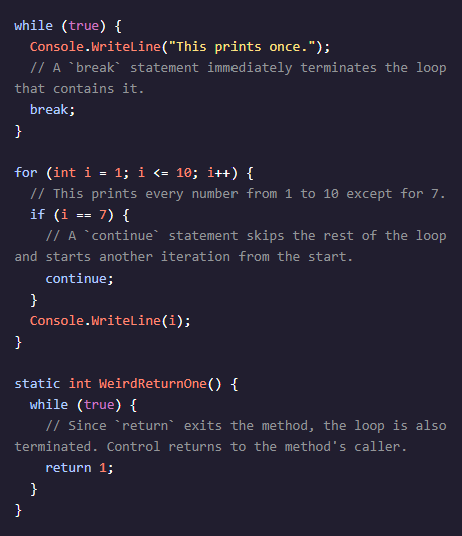 while (true) {
  Console.WriteLine("This prints once.");
  // A `break` statement immediately terminates the loop
that contains it.
  break;
}

for (int i = 1; i <= 10; i++) {
  // This prints every number from 1 to 10 except for 7.
  if (i == 7) {
    // A `continue` statement skips the rest of the loop
and starts another iteration from the start.
    continue;
  }
  Console.WriteLine(i);
}

static int WeirdReturnOne() {
  while (true) {
    // Since `return` exits the method, the loop is also
terminated. Control returns to the method's caller.
    return 1;
  }
}